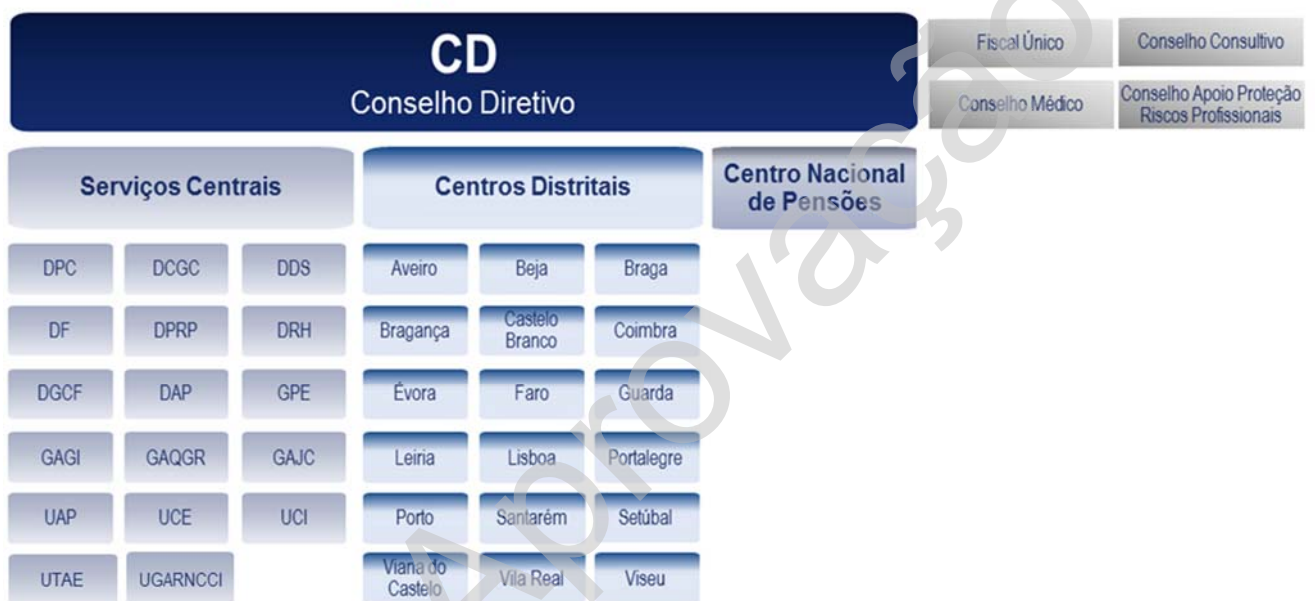 CD
Conselho Diretivo
Fiscal Único
Conselho Consultivo
Conselho Médico
Conselho Apoio Proteção
Riscos Profissionais
Serviços Centrais
Centros Distritais
Centro Nacional
de Pensões
DPC
DCGC
DDS
Aveiro
Beja
Braga
DF
DPRP
DRH
Bragança
Castelo
Branco
Coimbra
DGCF
DAP
GPE
Évora
Faro
Guarda
GAGI
GAQGR
GAJC
Leiria
Lisboa
Portalegre
UAP
UCE
UCI
Porto
Santarém
Setúbal
UTAE
UGARNCCI
Viana do
Castelo
Vila Real
Viseu
Aprovação